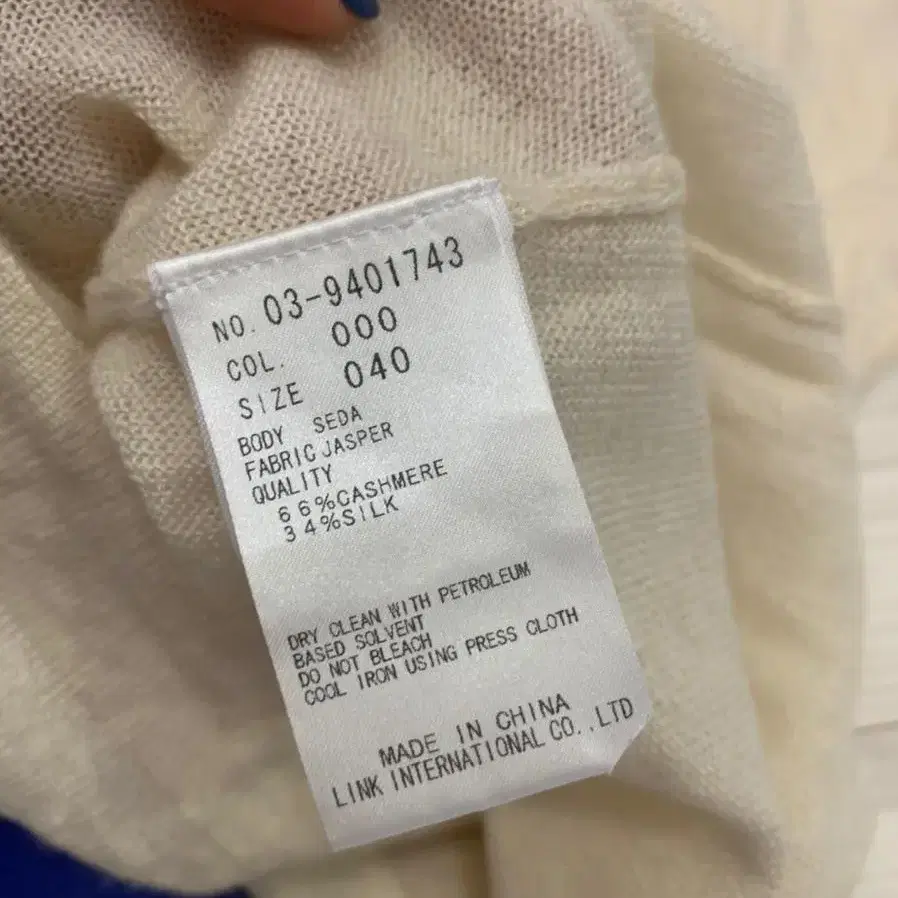 NO. 03-9401743
COL. 000
SIZE 040
BODY SEDA
FABRIC JASPER
QUALITY
66%CASHMERE
34%SILK
DRY CLEAN WITH PETROLEUM
BASED SOLVENT
DO NOT BLEACH
COOL IRON USING PRESS CLOTH
MADE IN CHINA
LINK INTERNATIONAL CO.,LTD